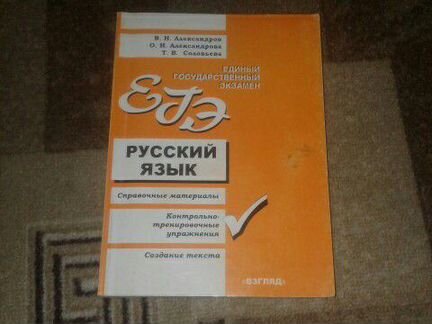 В. Н. Александров
О. И. Александрова
Т. В. Соловьева
ЕДИНЫЙ
ГОСУДАРСТВЕННЫЙ
ЭКЗАМЕН
ЕГЭ
РУССКИЙ
ЯЗЫК
Справочные материалы
Контрольно-
тренировочные
упражнения
Создание текста
«ВЗГЛЯД»